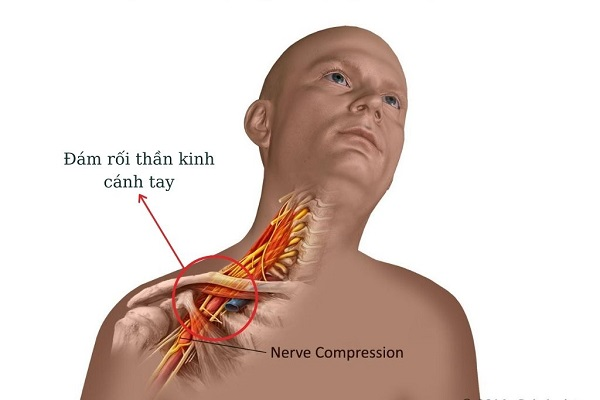 Đám rối thần kinh
cánh tay
Nerve Compression